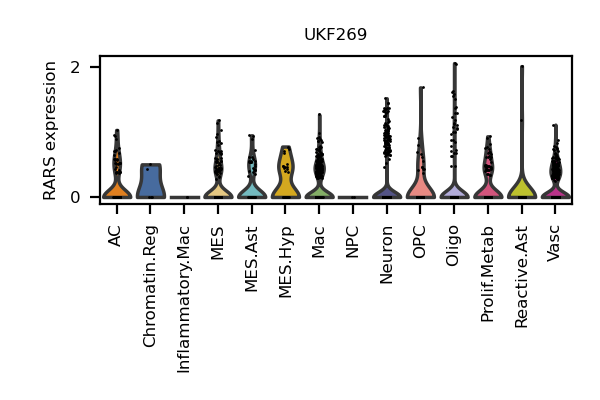 UKF269
RARS expression
2
0
AC
Chromatin.Reg
Inflammatory.Mac
MES
MES.Ast
MES.Hyp
Mac
NPC
Neuron
OPC
Oligo
Prolif.Metab
Reactive.Ast
Vasc